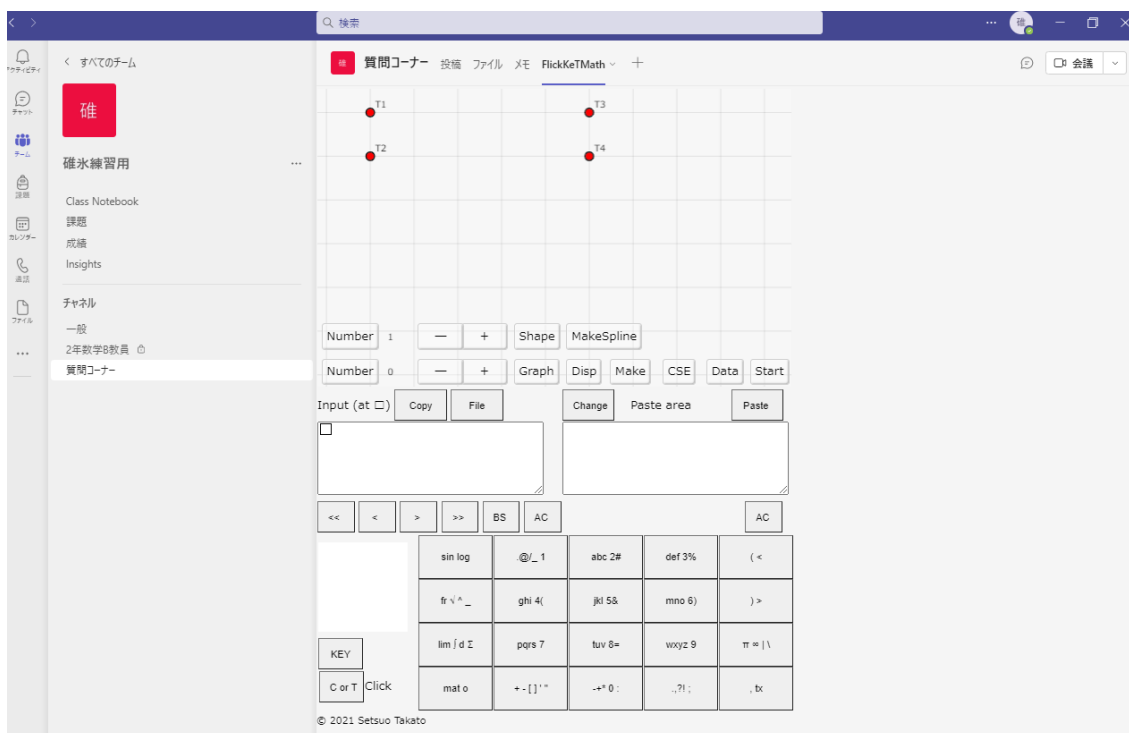 検索
アクティビティ
チャット
チーム
課題
カレンダー
通話
ファイル
すべてのチーム
碓
碓氷練習用
Class Notebook
課題
成績
Insights
チャネル
一般
2年数学B教員
質問コーナー
碓 質問コーナー 投稿 ファイル メモ FlickKeTMath
会議
T1 T3
T2 T4
Number 1 — + Shape MakeSpline
Number 0 — + Graph Disp Make CSE Data Start
Input (at □) Copy File Change Paste area Paste
□
<< < > >> BS AC AC
sin log .@/_ 1 abc 2# def 3% ( <
fr √ ^ _ ghi 4( jkl 5& mno 6) ) >
lim ∫ d Σ pqrs 7 tuv 8= wxyz 9 π ∞ | \
KEY
C or T Click mat o + - [ ] ' " -+* 0 : .,?! ; , tx
© 2021 Setsuo Takato